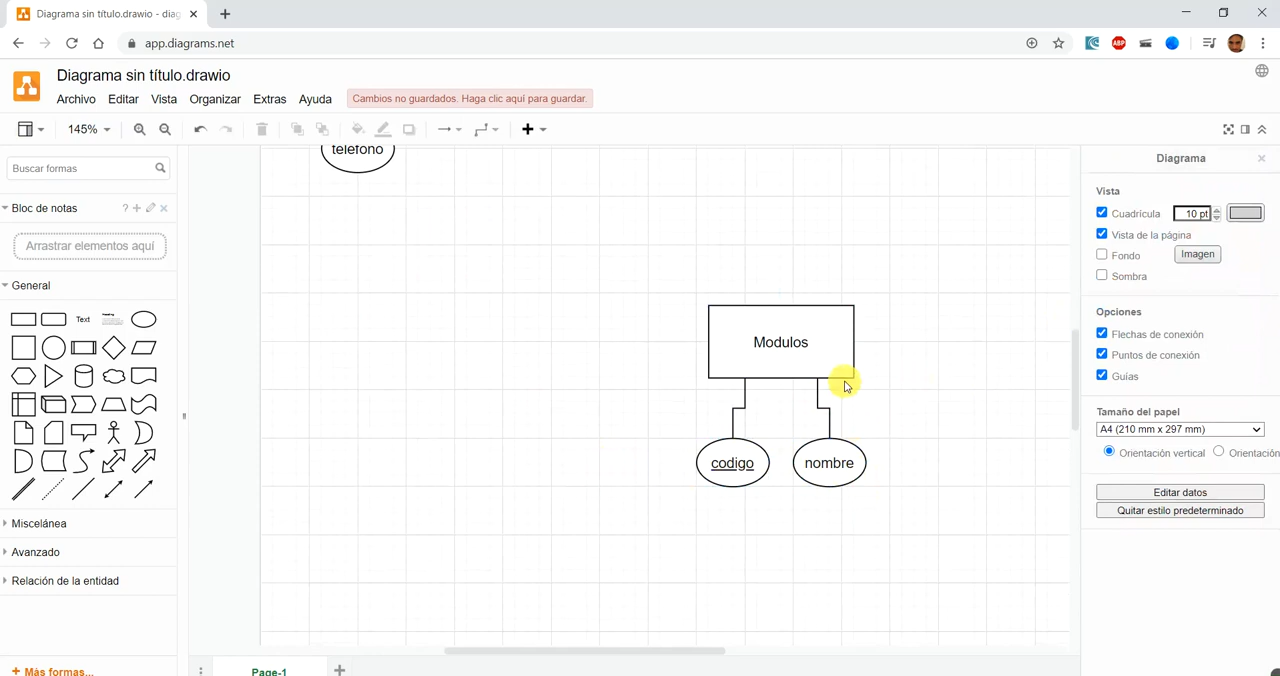 Diagrama sin título.drawio - diag
app.diagrams.net
ABP
Diagrama sin título.drawio
Archivo Editar Vista Organizar Extras Ayuda
Cambios no guardados. Haga clic aquí para guardar.
145%
Buscar formas
Bloc de notas
Arrastrar elementos aquí
General
Text
Miscelánea
Avanzado
Relación de la entidad
+ Más formas...
telefono
Modulos
codigo nombre
Page-1
Diagrama
Vista
Cuadrícula 10 pt
Vista de la página
Fondo Imagen
Sombra
Opciones
Flechas de conexión
Puntos de conexión
Guías
Tamaño del papel
A4 (210 mm x 297 mm)
Orientación vertical Orientación
Editar datos
Quitar estilo predeterminado